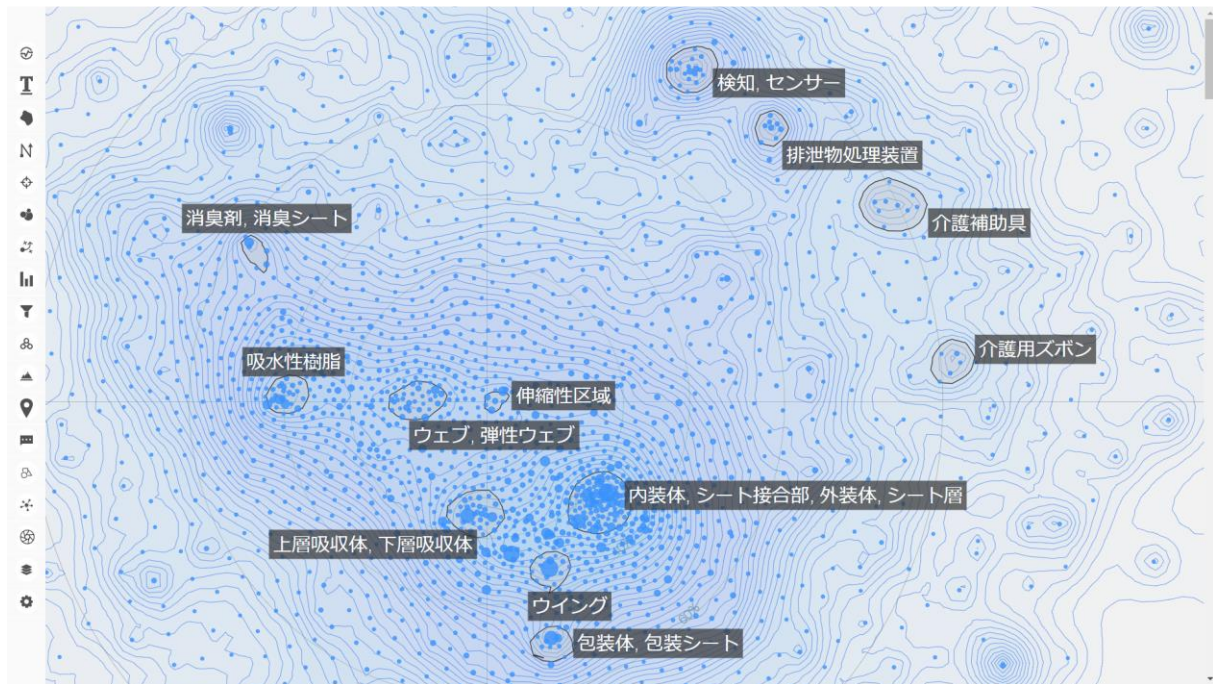 検知, センサー
排泄物処理装置
消臭剤, 消臭シート
介護補助具
介護用ズボン
吸水性樹脂
伸縮性区域
ウェブ, 弾性ウェブ
内装体, シート接合部, 外装体, シート層
上層吸収体, 下層吸収体
ウイング
包装体, 包装シート